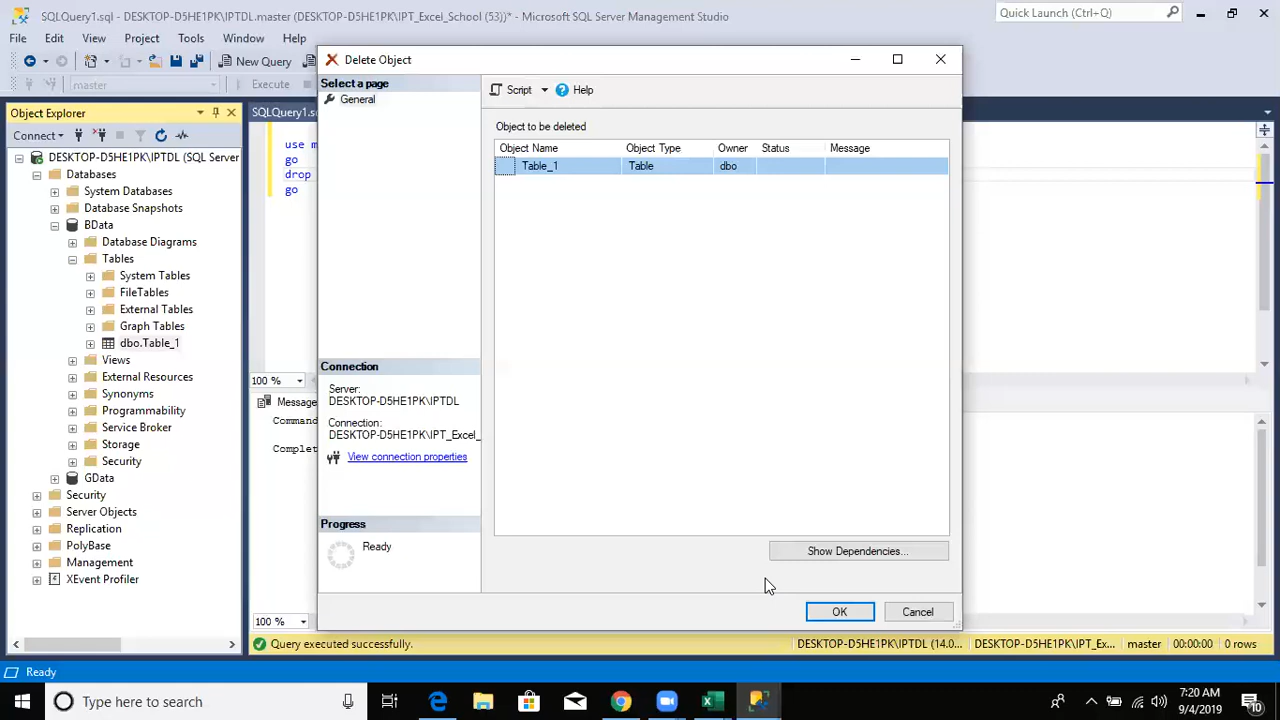 SQLQuery1.sql - DESKTOP-D5HE1PK\IPTDL.master (DESKTOP-D5HE1PK\IPT_Excel_School (53))* - Microsoft SQL Server Management Studio
Quick Launch (Ctrl+Q)
File Edit View Project Tools Window Help
New Query
master
Execute
Delete Object
Select a page
General
Script
Help
Object to be deleted
Object Name Object Type Owner Status Message
Table_1 Table dbo
Object Explorer
Connect
DESKTOP-D5HE1PK\IPTDL (SQL Server
Databases
System Databases
Database Snapshots
BData
Database Diagrams
Tables
System Tables
FileTables
External Tables
Graph Tables
dbo.Table_1
Views
External Resources
Synonyms
Programmability
Service Broker
Storage
Security
GData
Security
Server Objects
Replication
PolyBase
Management
XEvent Profiler
SQLQuery1.s
use m
go
drop
go
100 %
Message
Command
Complet
100 %
Connection
Server:
DESKTOP-D5HE1PK\IPTDL
Connection:
DESKTOP-D5HE1PK\IPT_Excel_
View connection properties
Progress
Ready
Show Dependencies...
OK
Cancel
Query executed successfully.
DESKTOP-D5HE1PK\IPTDL (14.0... DESKTOP-D5HE1PK\IPT_Ex... master 00:00:00 0 rows
Ready
Type here to search
7:20 AM
9/4/2019
10